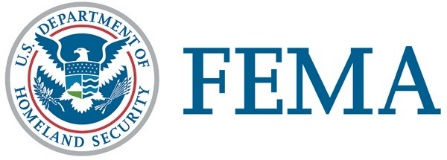 U.S. DEPARTMENT OF
HOMELAND SECURITY
FEMA